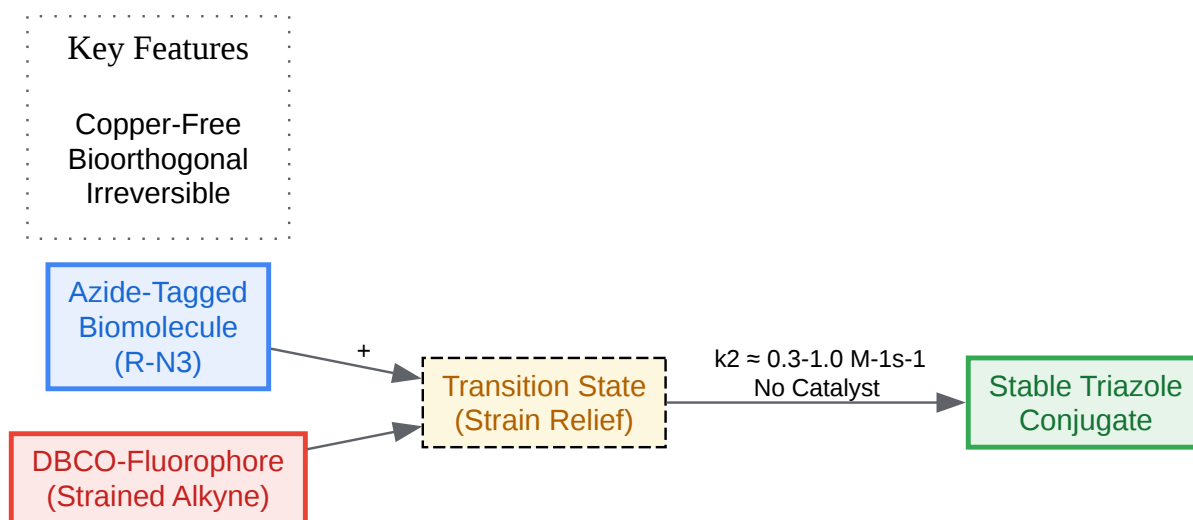 Key Features
Copper-Free
Bioorthogonal
Irreversible
Azide-Tagged
Biomolecule
(R-N3)
+
DBCO-Fluorophore
(Strained Alkyne)
Transition State
(Strain Relief)
k2 ≈ 0.3-1.0 M-1s-1
No Catalyst
Stable Triazole
Conjugate